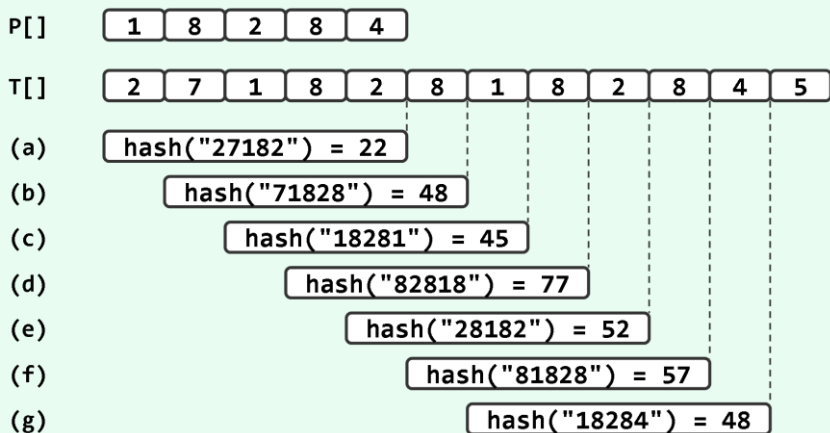 P[] 1 8 2 8 4
T[] 2 7 1 8 2 8 1 8 2 8 4 5
(a) hash("27182") = 22
(b) hash("71828") = 48
(c) hash("18281") = 45
(d) hash("82818") = 77
(e) hash("28182") = 52
(f) hash("81828") = 57
(g) hash("18284") = 48